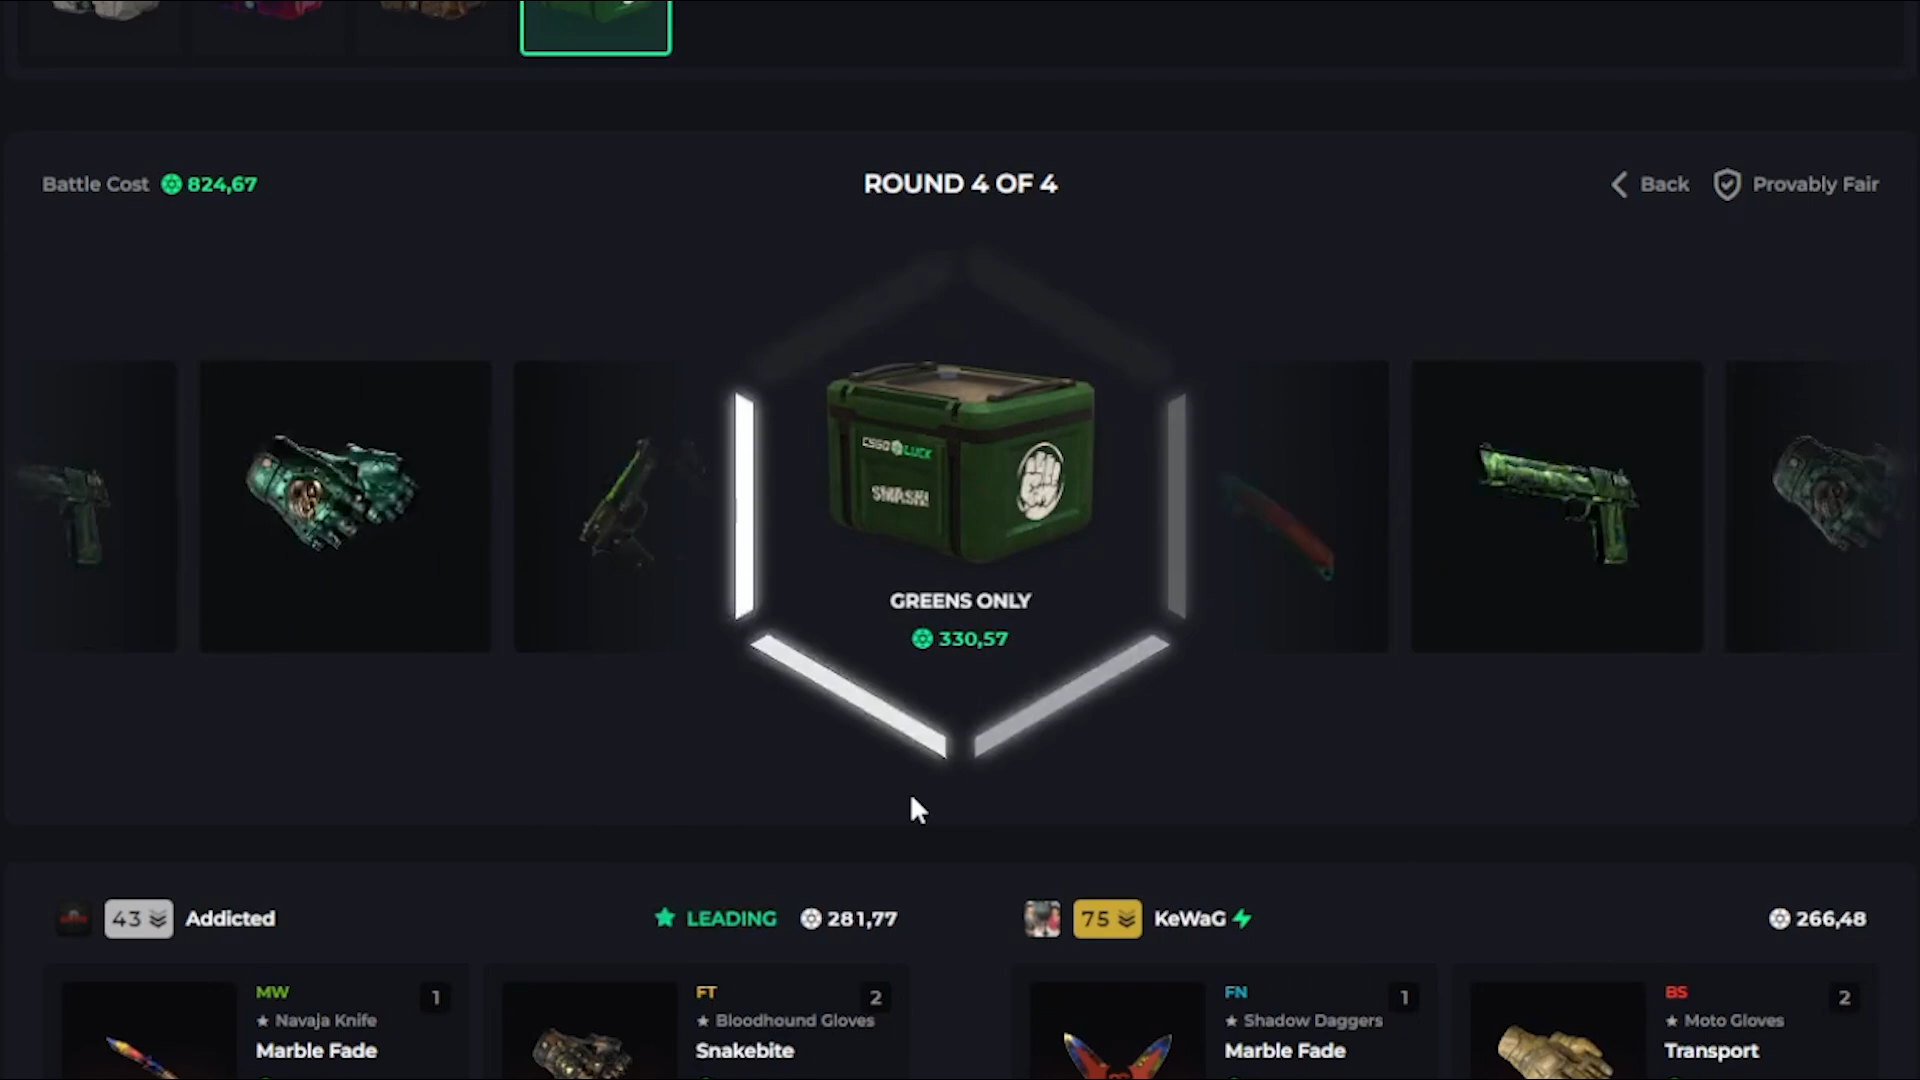 Battle Cost 824,67
ROUND 4 OF 4
Back
Provably Fair
CSGO LUCK
SMASH!
GREENS ONLY
330,57
43 Addicted
LEADING 281,77
75 KeWaG
266,48
MW
1
★ Navaja Knife
Marble Fade
FT
2
★ Bloodhound Gloves
Snakebite
FN
1
★ Shadow Daggers
Marble Fade
BS
2
★ Moto Gloves
Transport